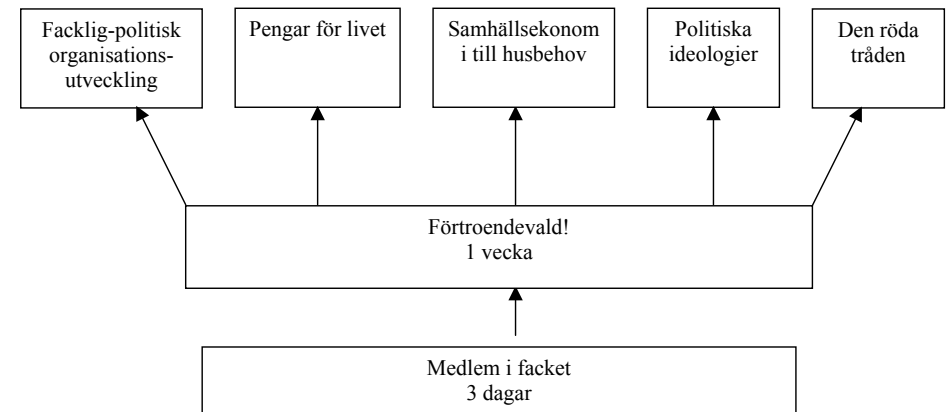 Facklig-politisk
organisations-
utveckling
Pengar för livet
Samhällsekonom
i till husbehov
Politiska
ideologier
Den röda
tråden
Förtroendevald!
1 vecka
Medlem i facket
3 dagar